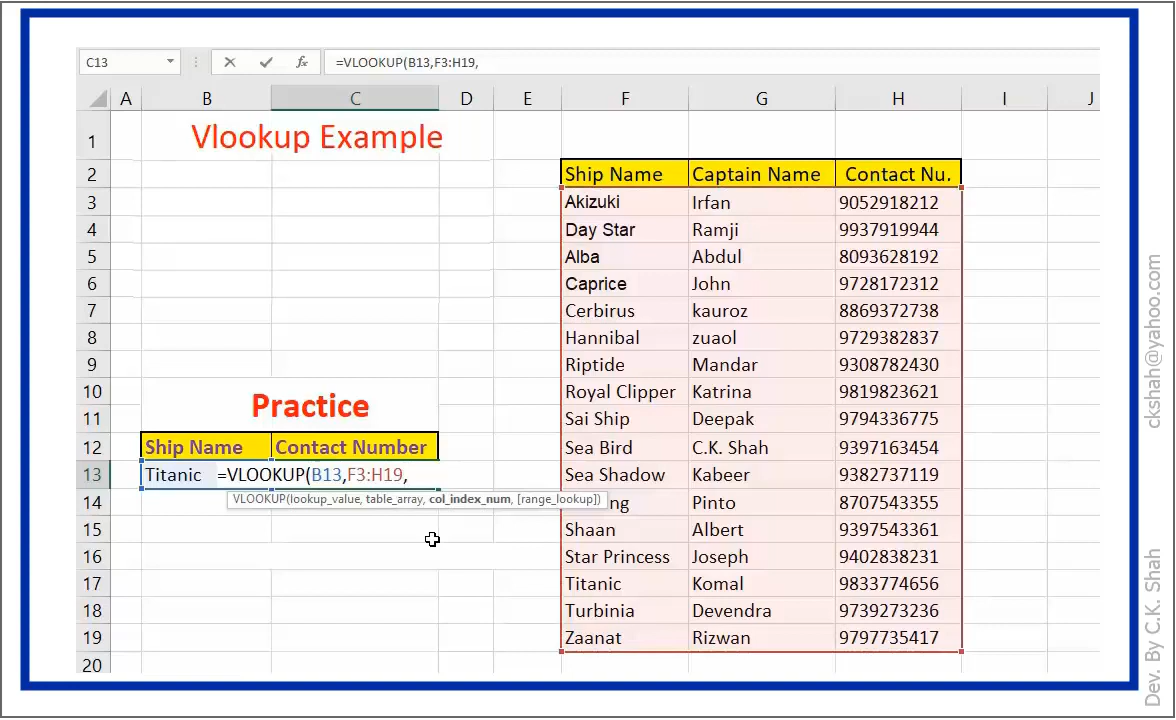 C13 fx =VLOOKUP(B13,F3:H19,
A B C D E F G H I J
1 Vlookup Example
2 Ship Name Captain Name Contact Nu.
3 Akizuki Irfan 9052918212
4 Day Star Ramji 9937919944
5 Alba Abdul 8093628192
6 Caprice John 9728172312
7 Cerbirus kauroz 8869372738
8 Hannibal zuaol 9729382837
9 Riptide Mandar 9308782430
10 Practice Royal Clipper Katrina 9819823621
11 Sai Ship Deepak 9794336775
12 Ship Name Contact Number Sea Bird C.K. Shah 9397163454
13 Titanic =VLOOKUP(B13,F3:H19, Sea Shadow Kabeer 9382737119
VLOOKUP(lookup_value, table_array, col_index_num, [range_lookup])
14 ng Pinto 8707543355
15 Shaan Albert 9397543361
16 Star Princess Joseph 9402838231
17 Titanic Komal 9833774656
18 Turbinia Devendra 9739273236
19 Zaanat Rizwan 9797735417
20
Dev. By C.K. Shah ckshah@yahoo.com